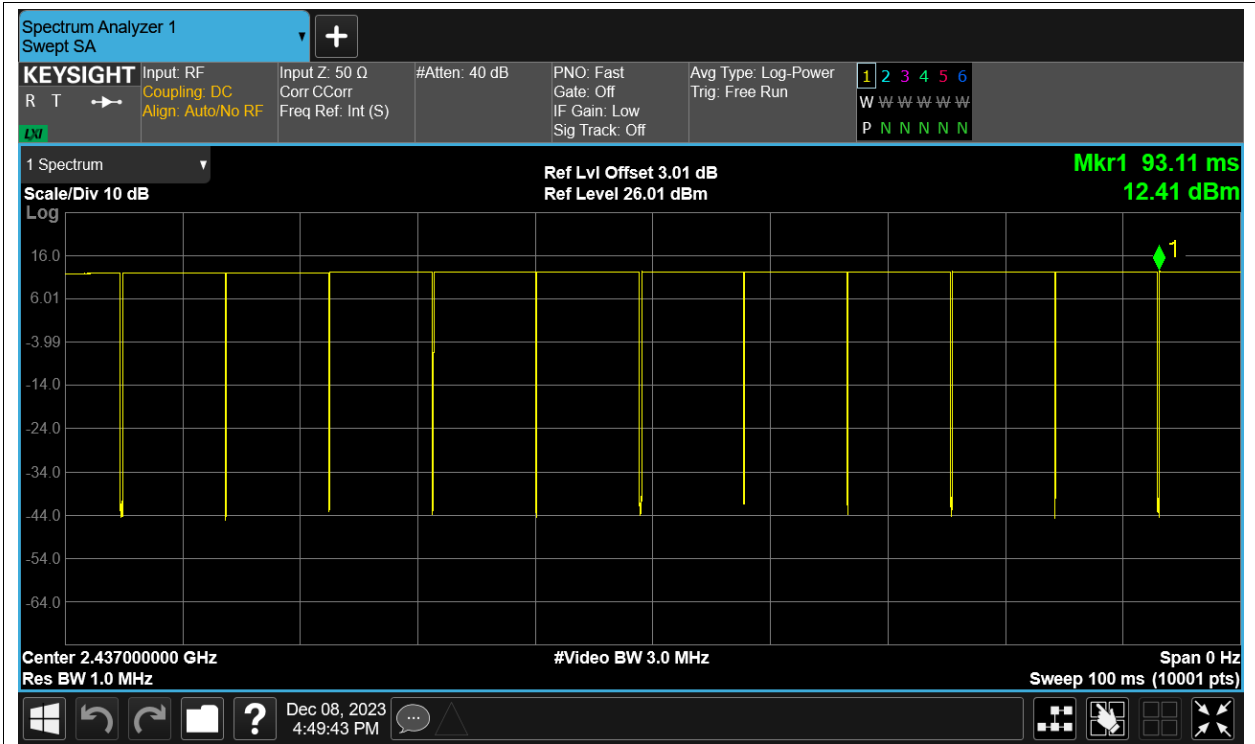 Spectrum Analyzer 1
Swept SA
KEYSIGHT
R T
LXI
Input: RF
Coupling: DC
Align: Auto/No RF
Input Z: 50 Ω
Corr CCorr
Freq Ref: Int (S)
#Atten: 40 dB
PNO: Fast
Gate: Off
IF Gain: Low
Sig Track: Off
Avg Type: Log-Power
Trig: Free Run
1 2 3 4 5 6
W W W W W W
P N N N N N
1 Spectrum
Scale/Div 10 dB
Log
Ref Lvl Offset 3.01 dB
Ref Level 26.01 dBm
Mkr1 93.11 ms
12.41 dBm
1
16.0
6.01
-3.99
-14.0
-24.0
-34.0
-44.0
-54.0
-64.0
Center 2.437000000 GHz
Res BW 1.0 MHz
#Video BW 3.0 MHz
Span 0 Hz
Sweep 100 ms (10001 pts)
?
Dec 08, 2023
4:49:43 PM